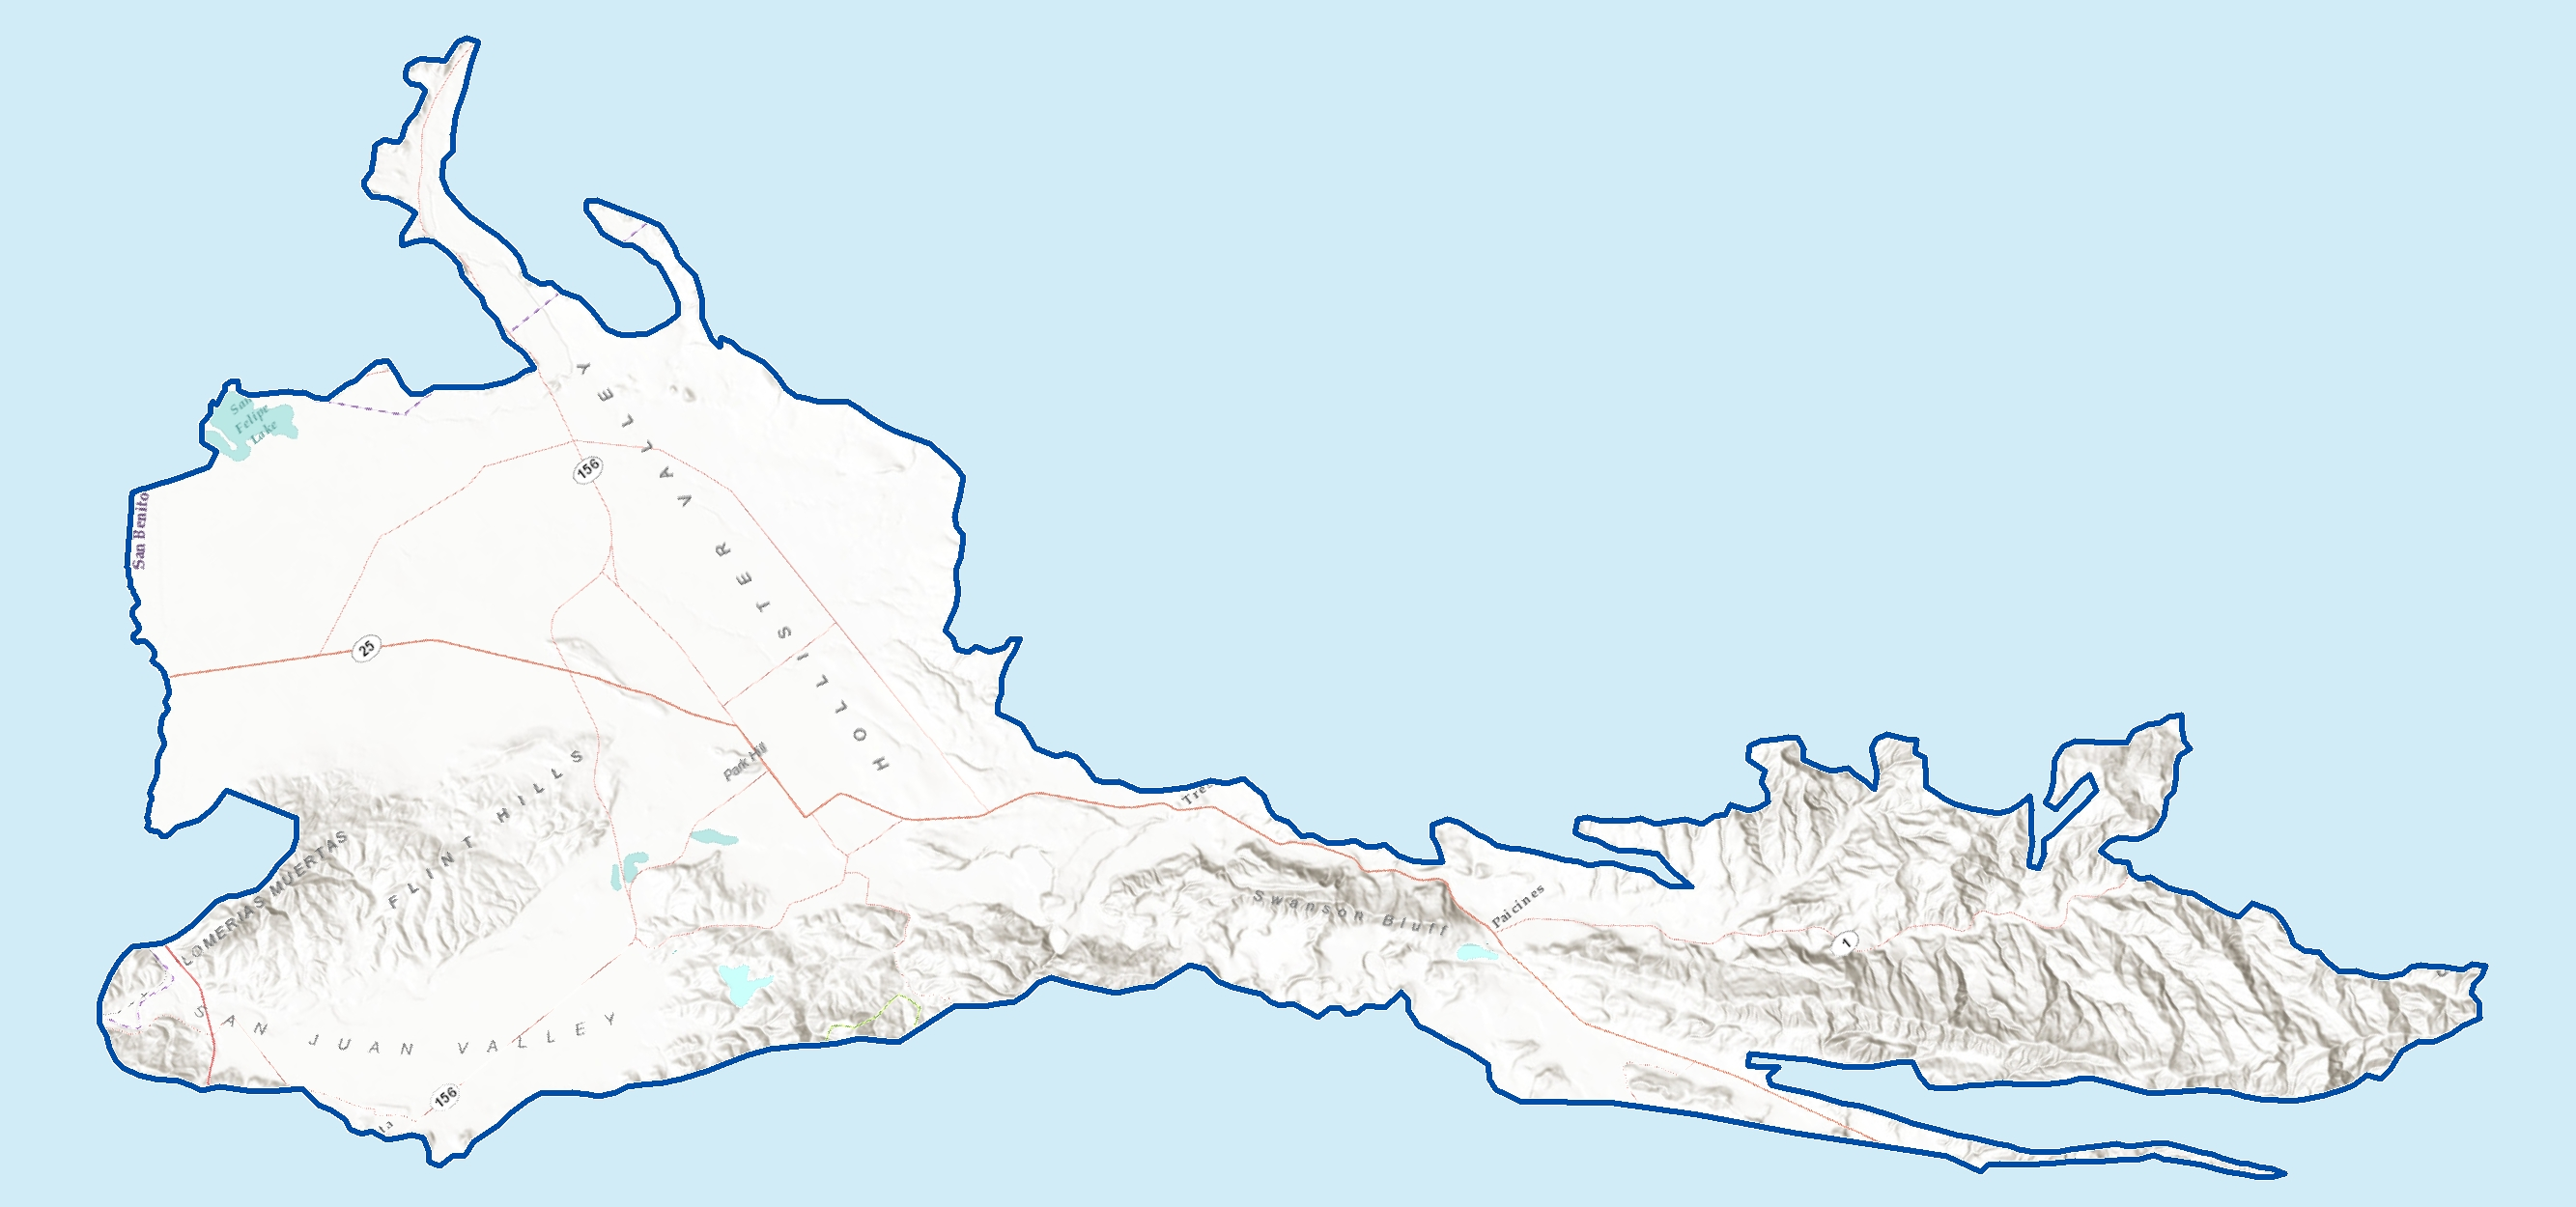 San
Felipe
Lake
156
San Benito
HOLLISTER VALLEY
25
Park Hill
FLINT HILLS
LOMERIAS MUERTAS
Swanson Bluff
Paicines
1
SAN JUAN VALLEY
156